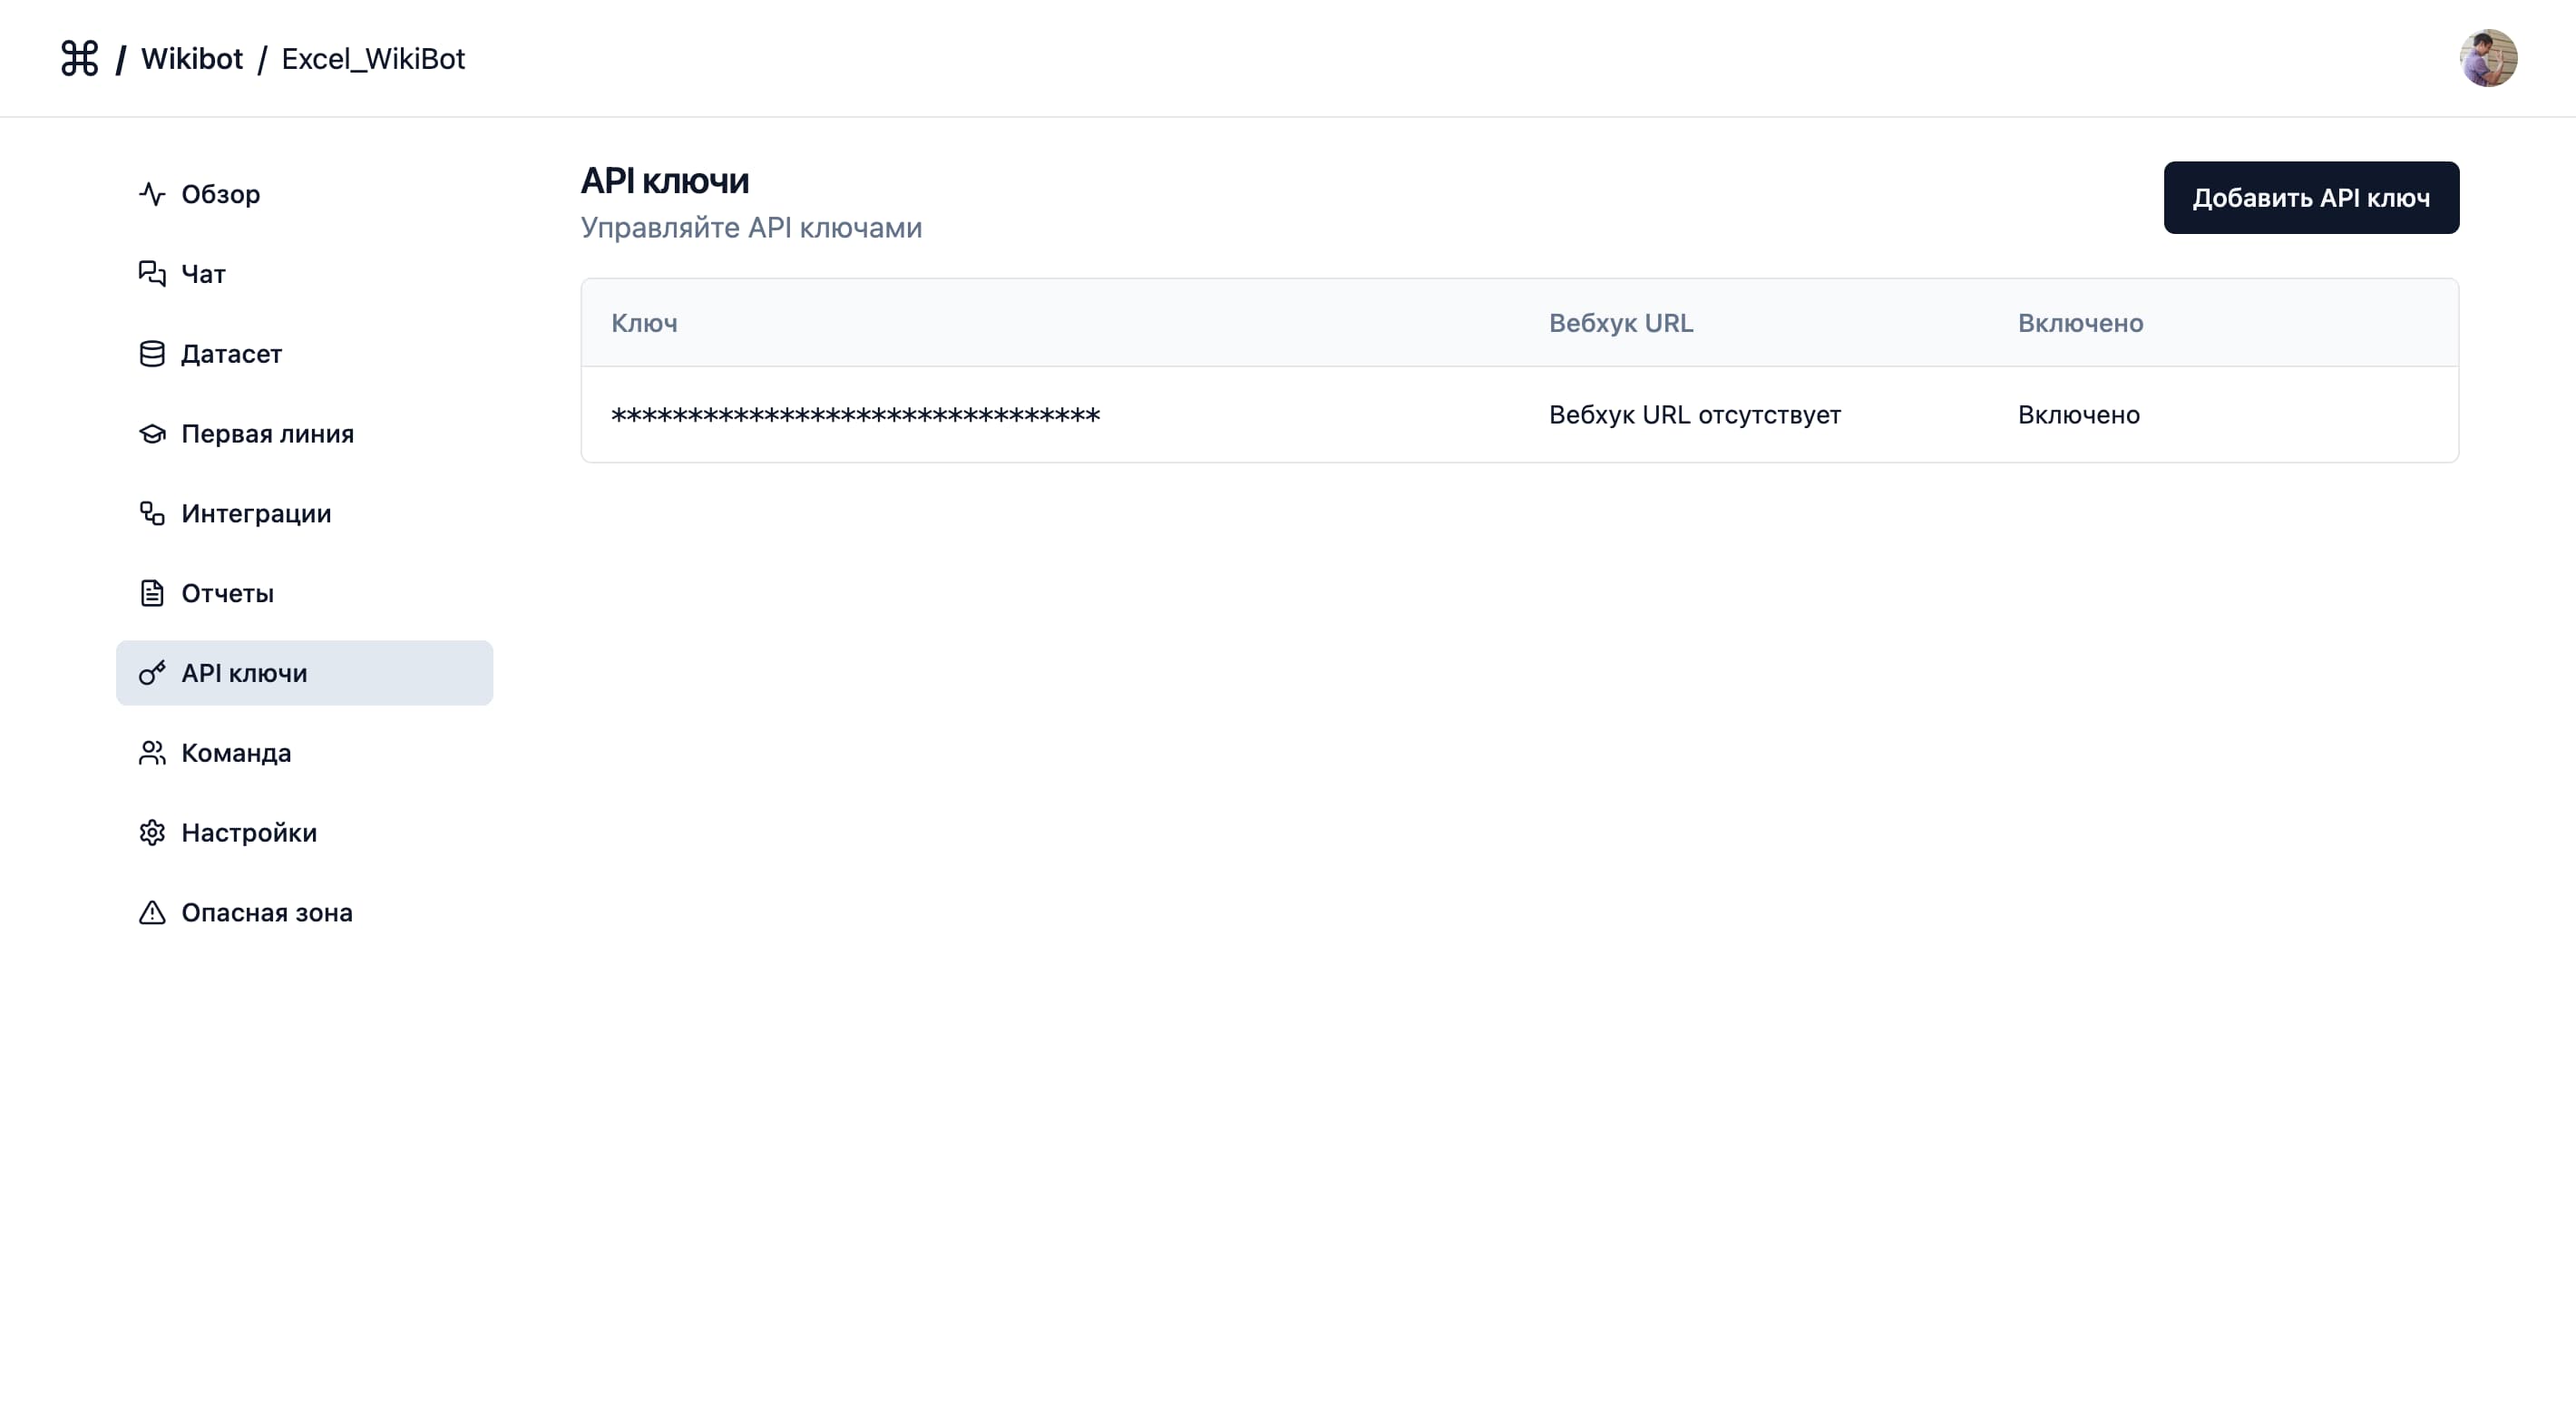 ⌘ / Wikibot / Excel_WikiBot
Обзор
Чат
Датасет
Первая линия
Интеграции
Отчеты
API ключи
Команда
Настройки
Опасная зона
API ключи
Управляйте API ключами
Добавить API ключ
Ключ Вебхук URL Включено
******************************** Вебхук URL отсутствует Включено